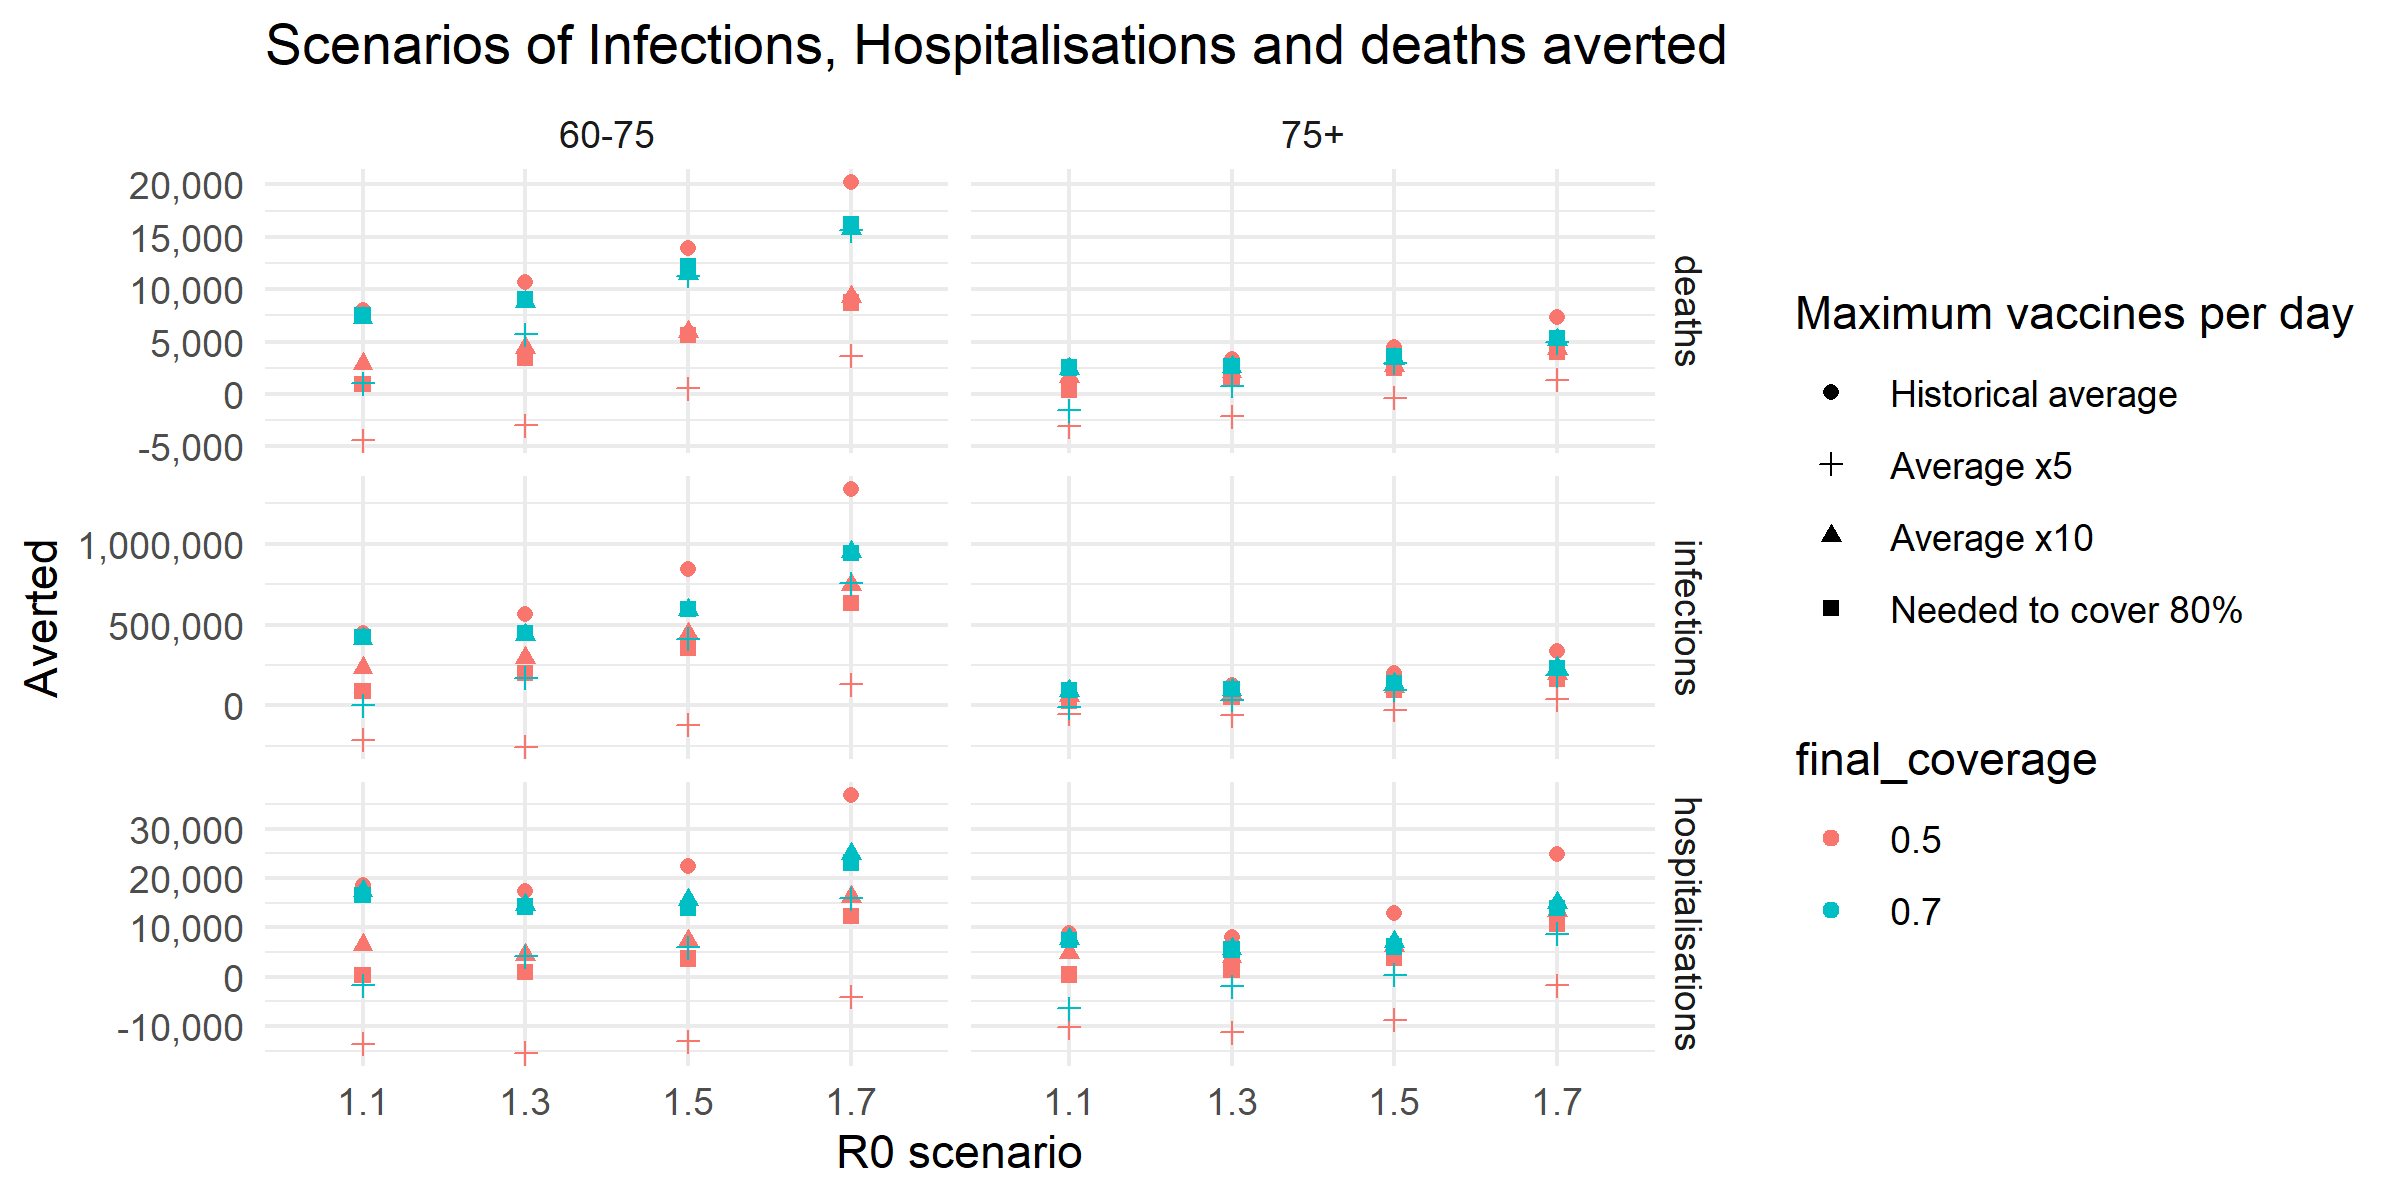 Scenarios of Infections, Hospitalisations and deaths averted
60-75
75+
20,000
15,000
10,000
5,000
0
-5,000
deaths
1,000,000
500,000
0
infections
30,000
20,000
10,000
0
-10,000
hospitalisations
Averted
1.1 1.3 1.5 1.7
1.1 1.3 1.5 1.7
R0 scenario
Maximum vaccines per day
Historical average
Average x5
Average x10
Needed to cover 80%
final_coverage
0.5
0.7